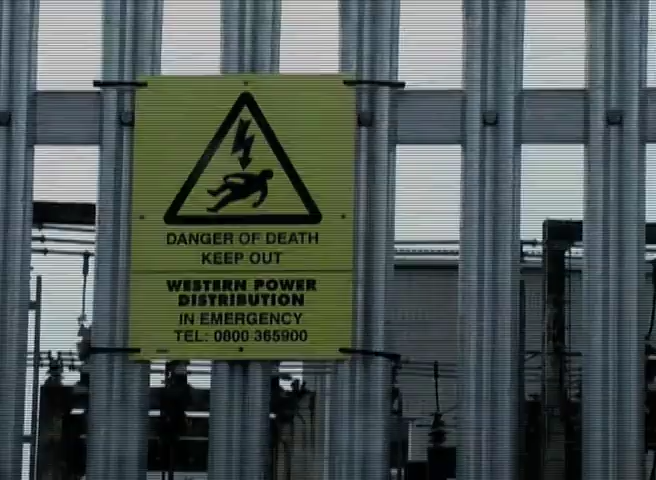 DANGER OF DEATH
KEEP OUT
WESTERN POWER
DISTRIBUTION
IN EMERGENCY
TEL: 0800 365900